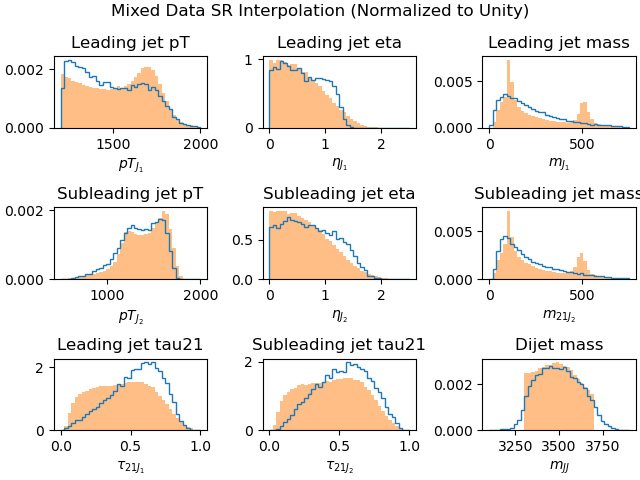 Mixed Data SR Interpolation (Normalized to Unity)
Leading jet pT
Leading jet eta
Leading jet mass
0.002
0.000
1500
2000
pT_{J_1}
1
0
0
1
2
η_{J_1}
0.005
0.000
0
500
m_{J_1}
Subleading jet pT
Subleading jet eta
Subleading jet mass
0.002
0.000
1000
2000
pT_{J_2}
0.5
0.0
0
1
2
η_{J_2}
0.005
0.000
0
500
m_{21J_2}
Leading jet tau21
Subleading jet tau21
Dijet mass
2
0
0.0
0.5
1.0
τ_{21J_1}
2
0
0.0
0.5
1.0
τ_{21J_2}
0.002
0.000
3250
3500
3750
m_{JJ}